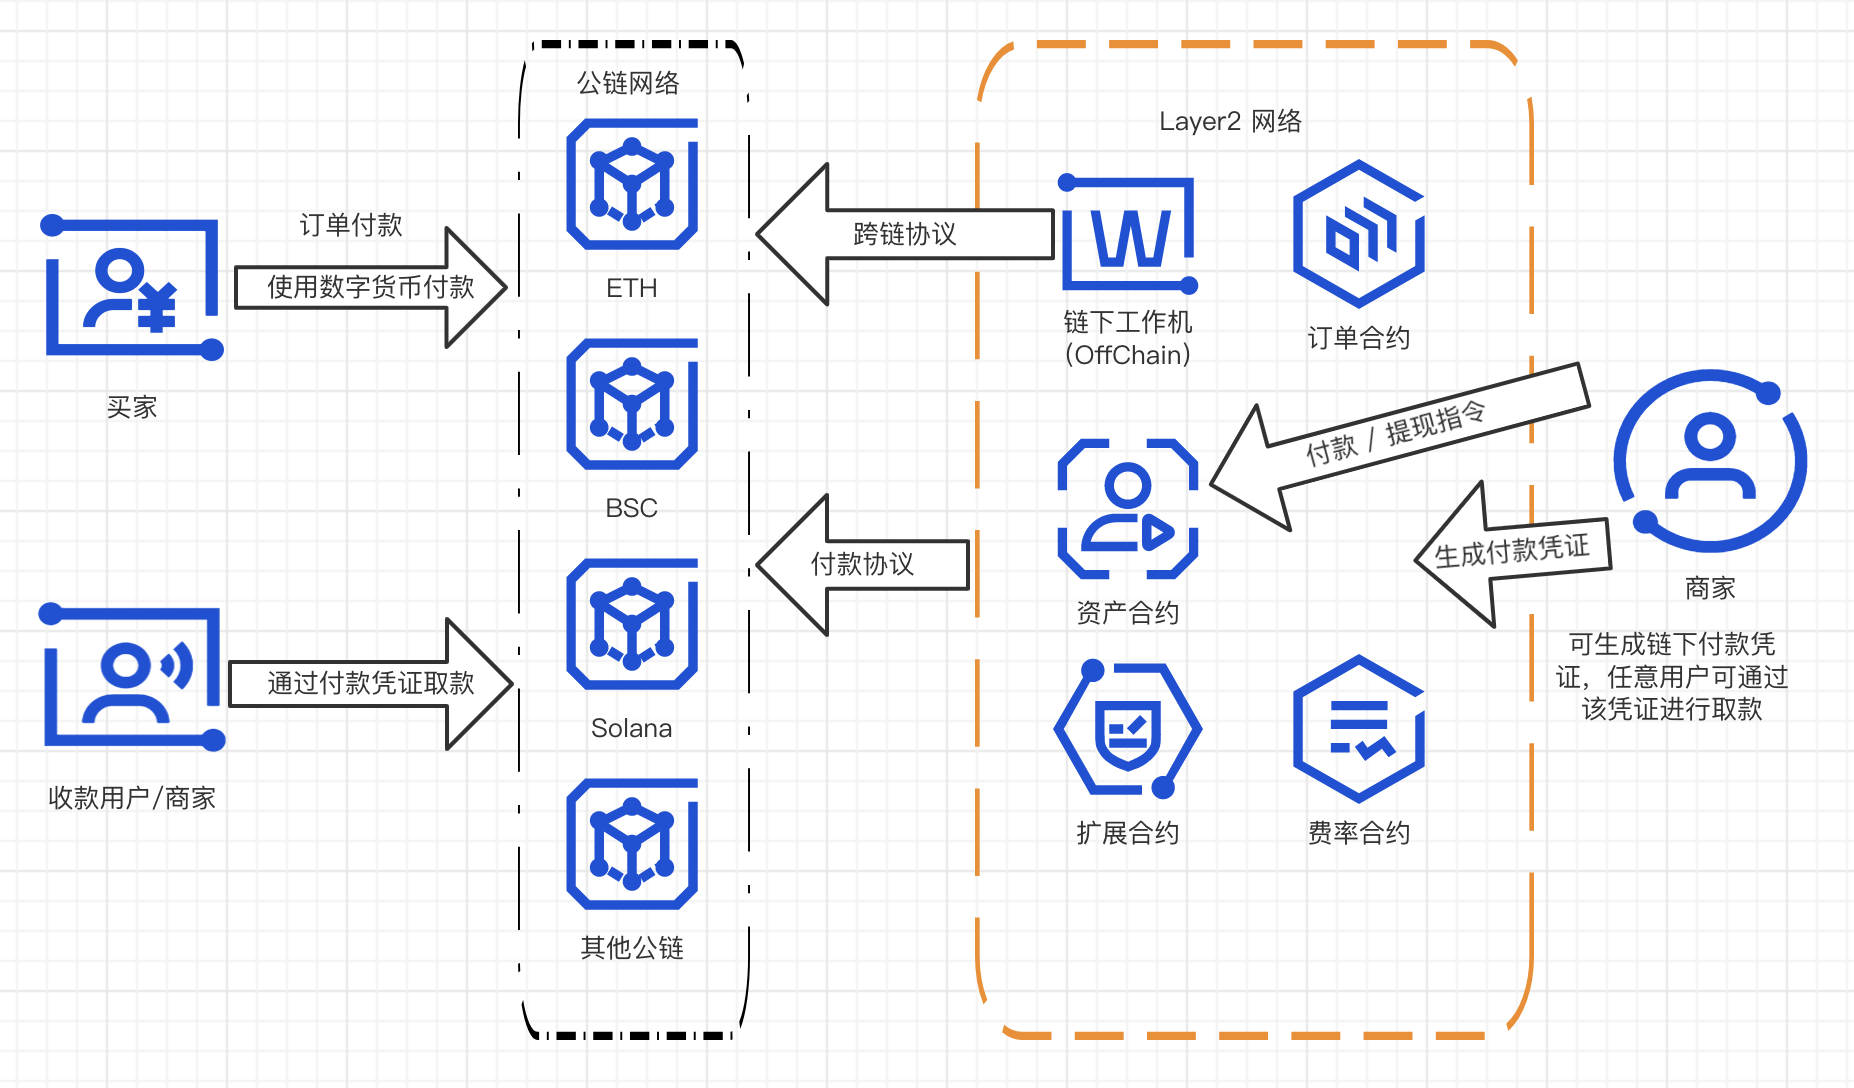 公链网络
Layer2 网络
订单付款
使用数字货币付款
买家
ETH
跨链协议
W
链下工作机
(OffChain)
订单合约
付款 / 提现指令
BSC
付款协议
资产合约
生成付款凭证
商家
可生成链下付款凭
证，任意用户可通过
该凭证进行取款
通过付款凭证取款
收款用户/商家
Solana
扩展合约
费率合约
其他公链